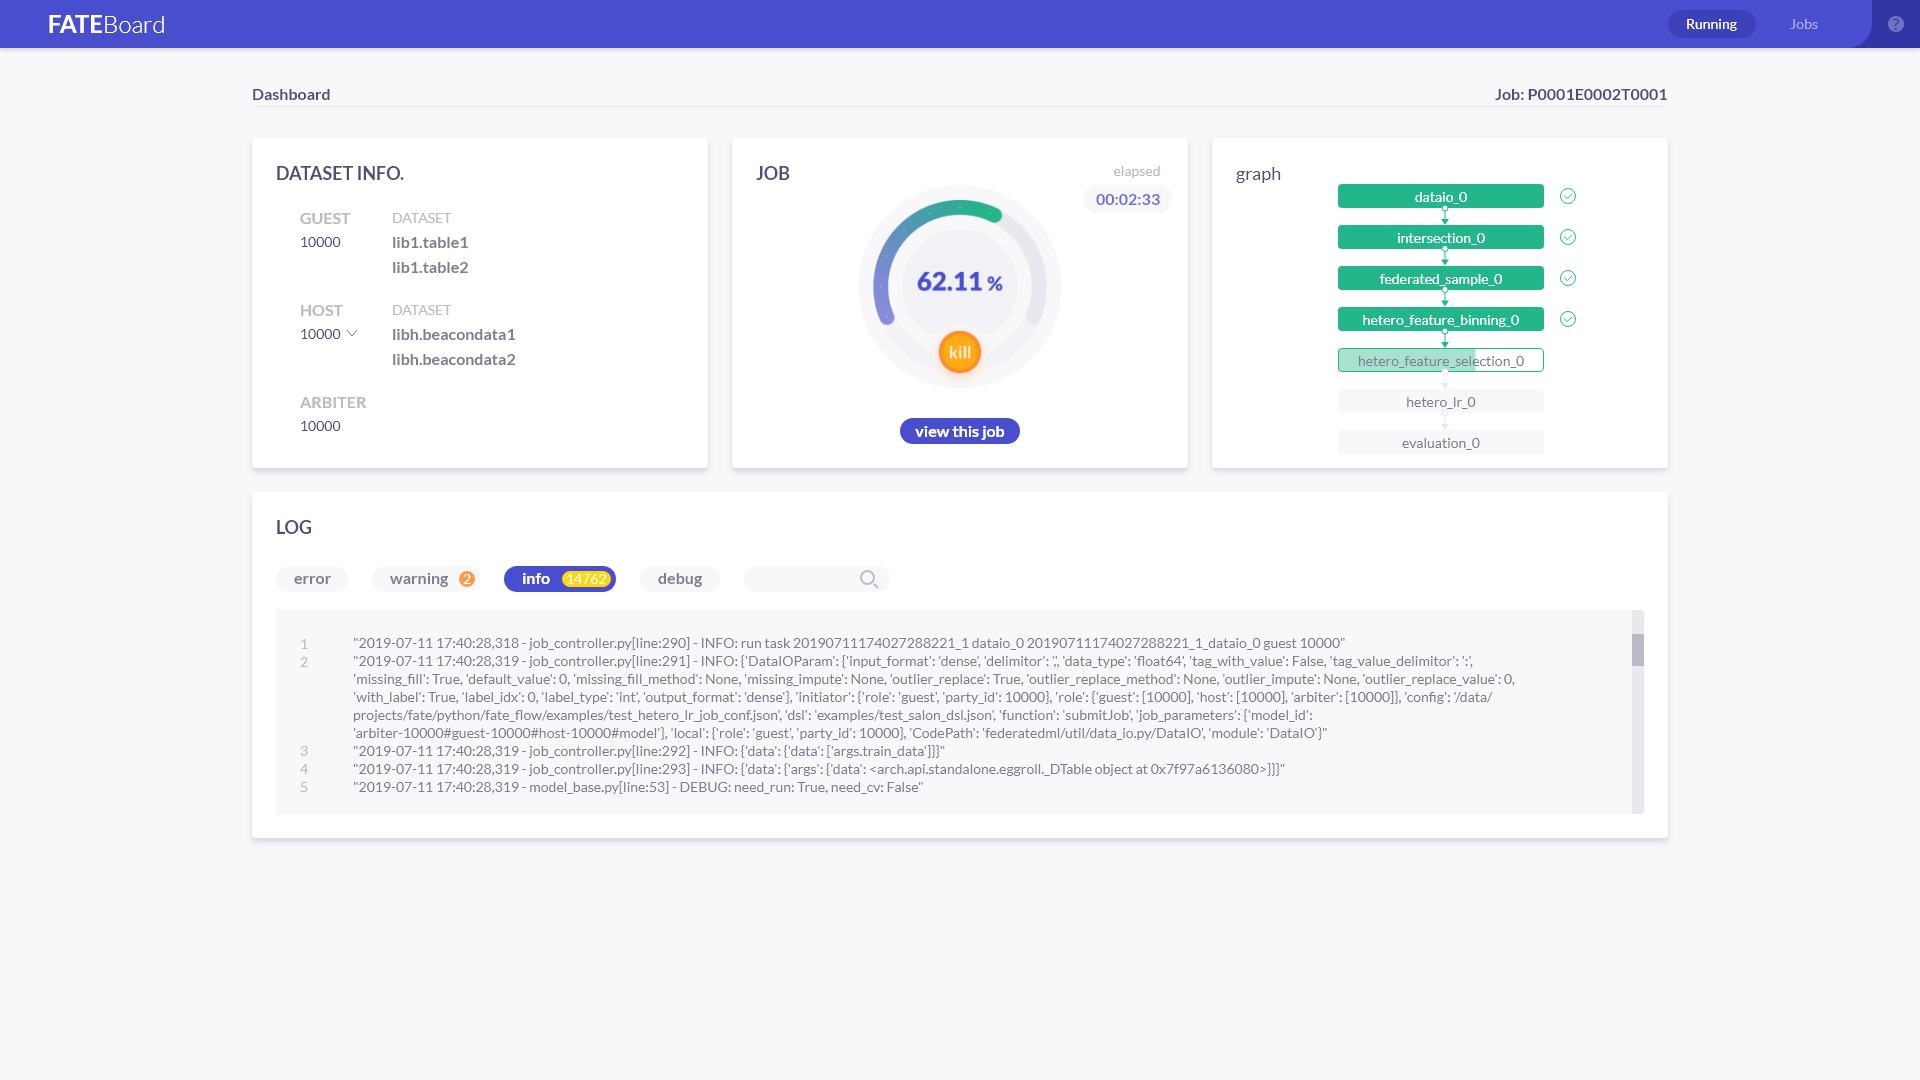 FATEBoard
Running
Jobs
?
Dashboard
Job: P0001E0002T0001
DATASET INFO.
GUEST
DATASET
10000
lib1.table1
lib1.table2
HOST
DATASET
10000
libh.beacondata1
libh.beacondata2
ARBITER
10000
JOB
elapsed
00:02:33
62.11 %
kill
view this job
graph
dataio_0
intersection_0
federated_sample_0
hetero_feature_binning_0
hetero_feature_selection_0
hetero_lr_0
evaluation_0
LOG
error
warning 2
info 14762
debug
1 "2019-07-11 17:40:28,318 - job_controller.py[line:290] - INFO: run task 20190711174027288221_1 dataio_0 20190711174027288221_1_dataio_0 guest 10000"
2 "2019-07-11 17:40:28,319 - job_controller.py[line:291] - INFO: {'DataIOParam': {'input_format': 'dense', 'delimitor': ',', 'data_type': 'float64', 'tag_with_value': False, 'tag_value_delimitor': ':',
'missing_fill': True, 'default_value': 0, 'missing_fill_method': None, 'missing_impute': None, 'outlier_replace': True, 'outlier_replace_method': None, 'outlier_impute': None, 'outlier_replace_value': 0,
'with_label': True, 'label_idx': 0, 'label_type': 'int', 'output_format': 'dense'}, 'initiator': {'role': 'guest', 'party_id': 10000}, 'role': {'guest': [10000], 'host': [10000], 'arbiter': [10000]}, 'config': '/data/
projects/fate/python/fate_flow/examples/test_hetero_lr_job_conf.json', 'dsl': 'examples/test_salon_dsl.json', 'function': 'submitJob', 'job_parameters': {'model_id':
'arbiter-10000#guest-10000#host-10000#model'}, 'local': {'role': 'guest', 'party_id': 10000}, 'CodePath': 'federatedml/util/data_io.py/DataIO', 'module': 'DataIO'}"
3 "2019-07-11 17:40:28,319 - job_controller.py[line:292] - INFO: {'data': {'data': ['args.train_data']}}"
4 "2019-07-11 17:40:28,319 - job_controller.py[line:293] - INFO: {'data': {'args': {'data': <arch.api.standalone.eggroll._DTable object at 0x7f97a6136080>}}}"
5 "2019-07-11 17:40:28,319 - model_base.py[line:53] - DEBUG: need_run: True, need_cv: False"